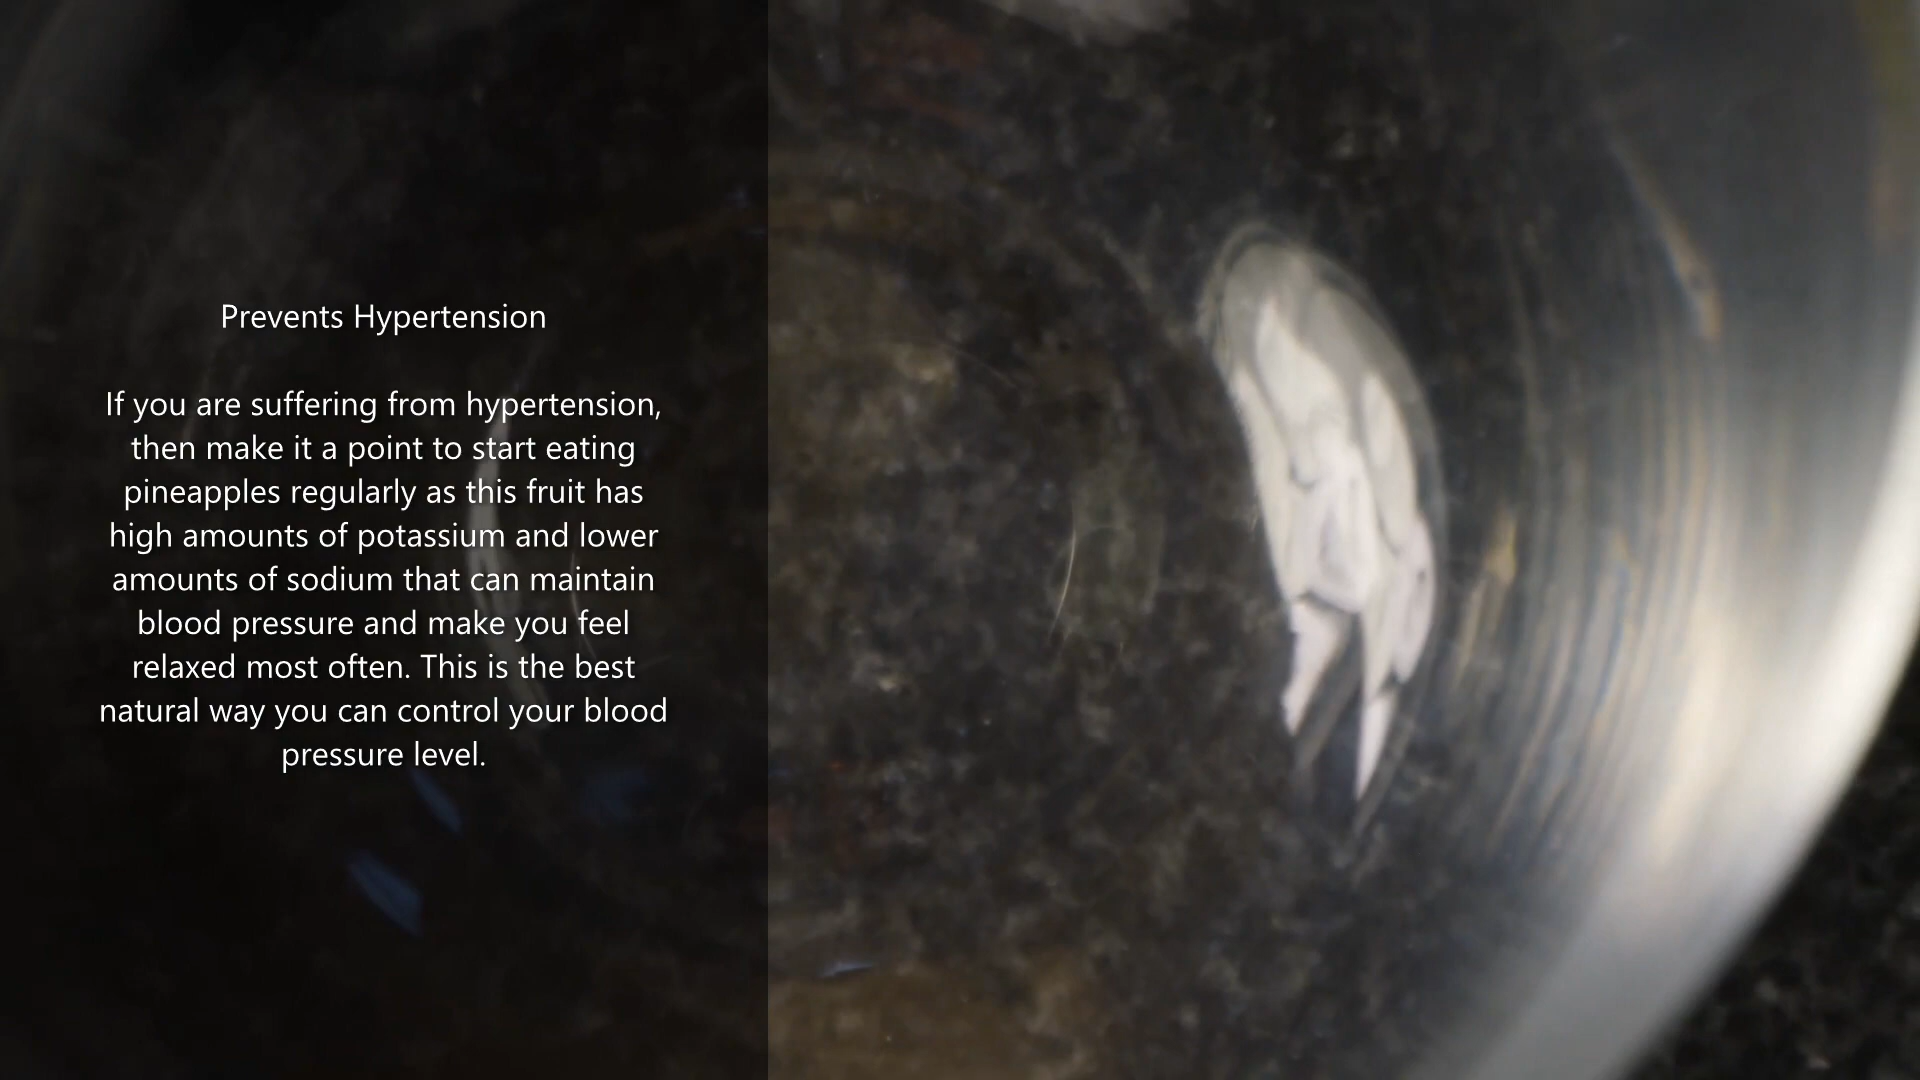 Prevents Hypertension
If you are suffering from hypertension,
then make it a point to start eating
pineapples regularly as this fruit has
high amounts of potassium and lower
amounts of sodium that can maintain
blood pressure and make you feel
relaxed most often. This is the best
natural way you can control your blood
pressure level.